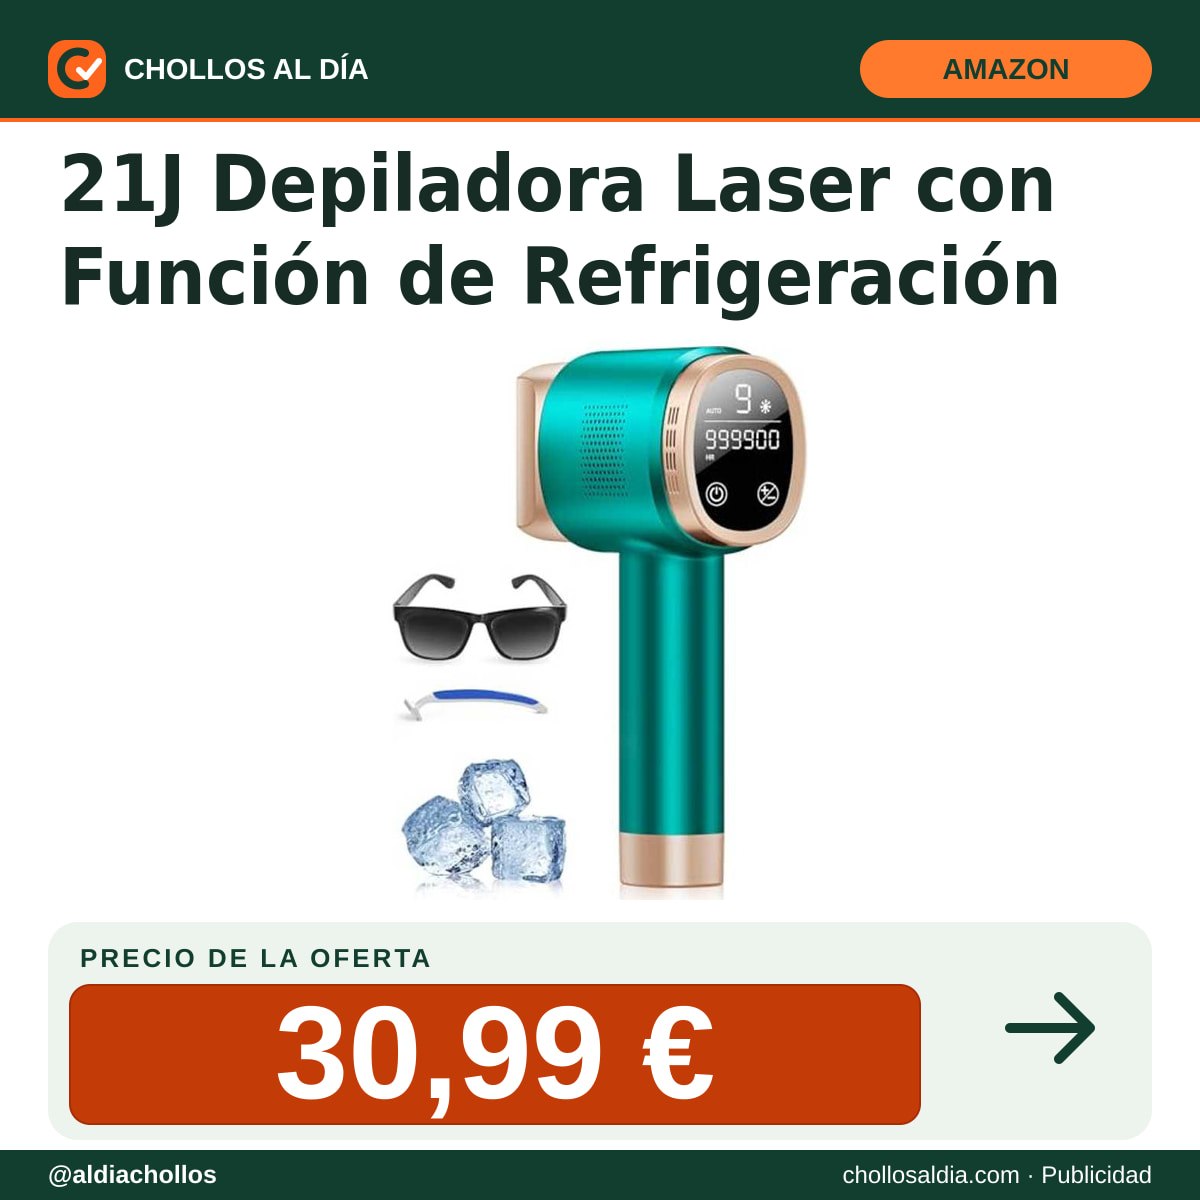 CHOLLOS AL DÍA
AMAZON
21J Depiladora Laser con
Función de Refrigeración
9
AUTO
999900
HR
PRECIO DE LA OFERTA
30,99 €
@aldiachollos
chollosaldia.com · Publicidad